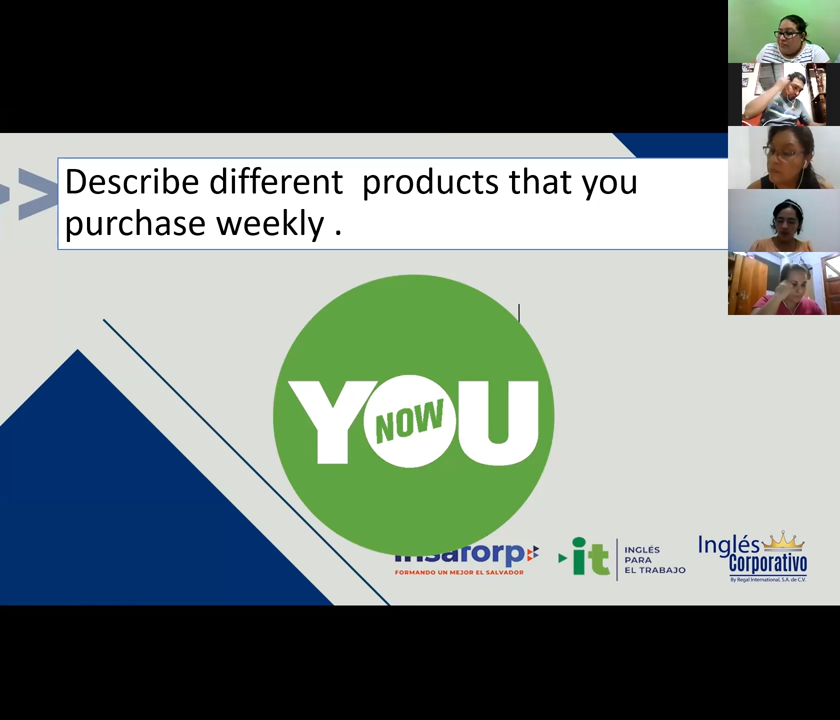 Describe different  products that you
purchase weekly .
YOU
NOW
insaforp
FORMANDO UN MEJOR EL SALVADOR
it
INGLÉS
PARA
EL TRABAJO
Inglés
Corporativo
By Regal International, S.A. de C.V.